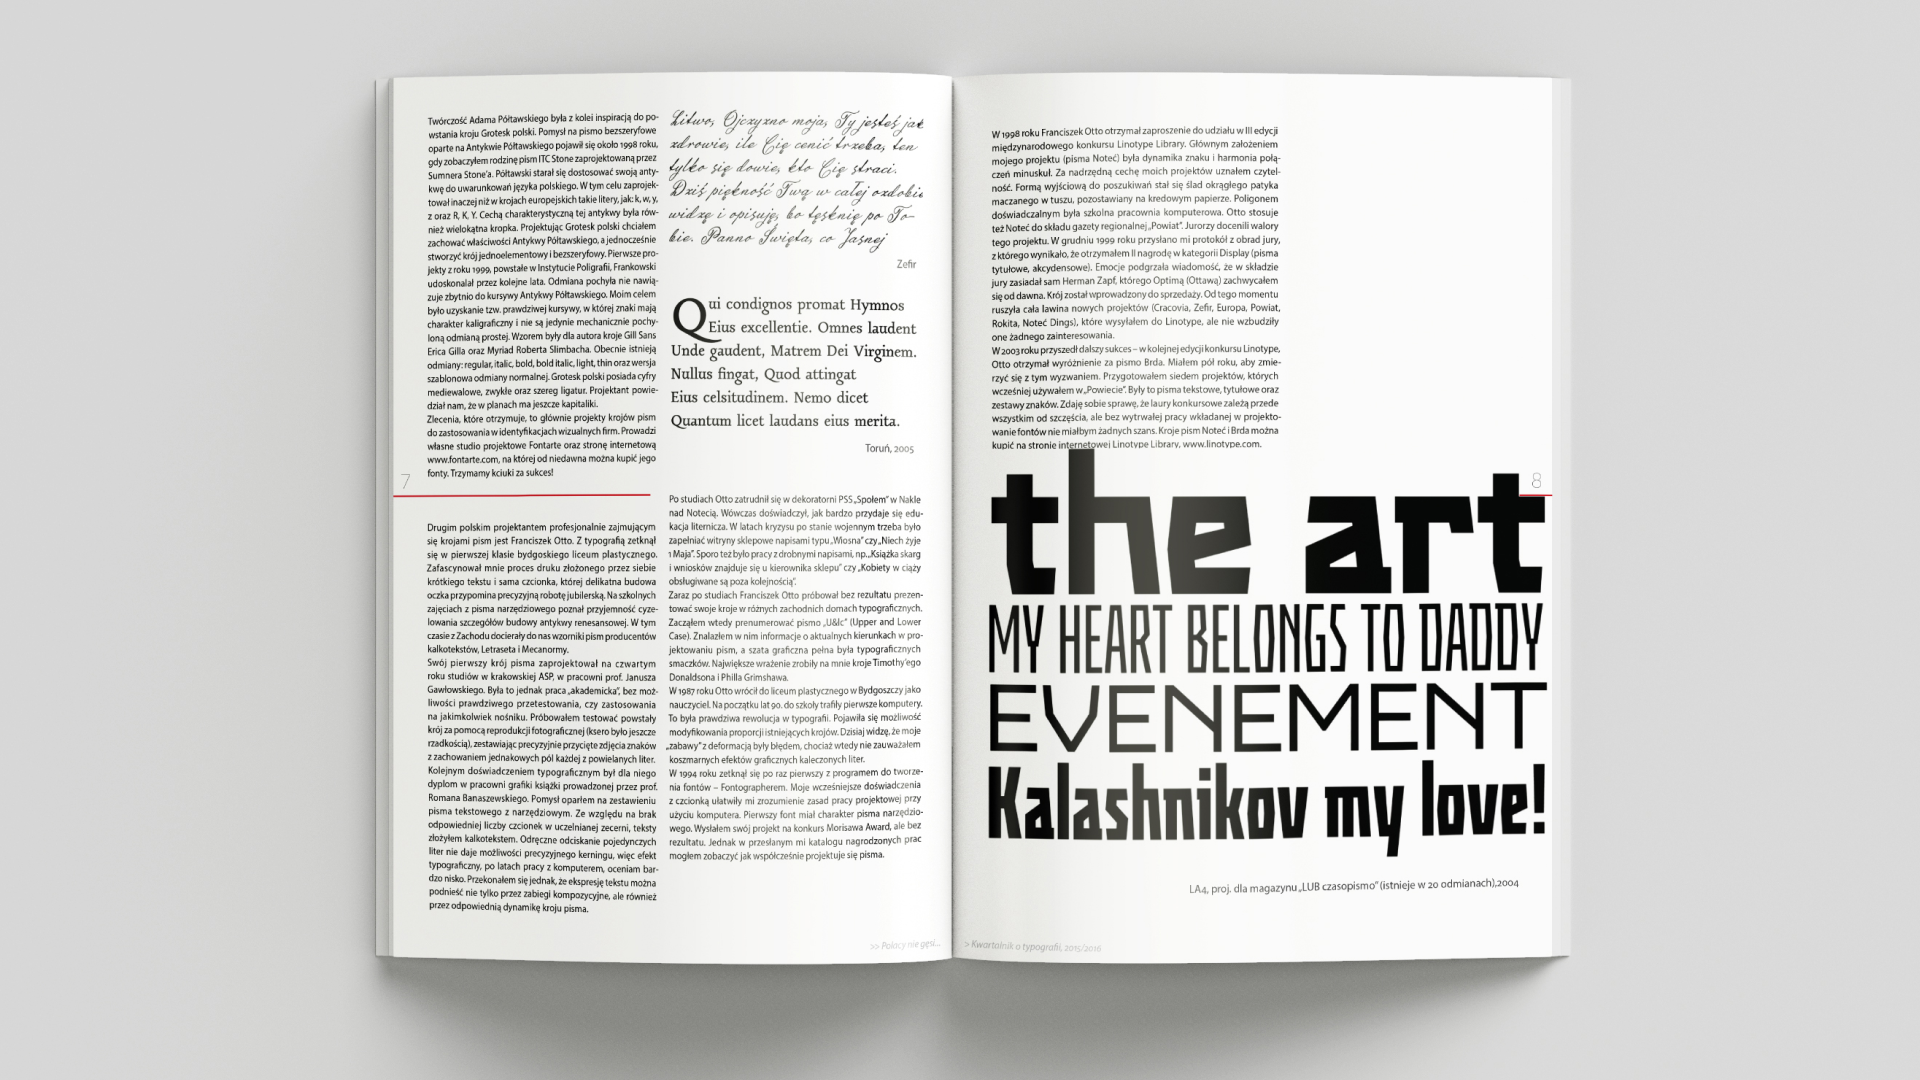 Twórczość Adama Półtawskiego była z kolei inspiracją do po-
wstania kroju Grotesk polski. Pomysł na pismo bezszeryfowe
oparte na Antykwie Półtawskiego pojawił się około 1998 roku,
gdy zobaczyłem rodzinę pism ITC Stone zaprojektowaną przez
Sumnera Stone'a. Półtawski starał się dostosować swoją anty-
kwę do uwarunkowań języka polskiego. W tym celu zaprojek-
tował inaczej niż w krojach europejskich takie litery, jak: k, w, y,
z oraz R, K, Y. Cechą charakterystyczną tej antykwy była rów-
nież wielokątna kropka. Projektując Grotesk polski chciałem
zachować właściwości Antykwy Półtawskiego, a jednocześnie
stworzyć krój jednoelementowy i bezszeryfowy. Pierwsze pro-
jekty z roku 1999, powstałe w Instytucie Poligrafii, Frankowski
udoskonalał przez kolejne lata. Odmiana pochyła nie nawią-
zuje zbytnio do kursywy Antykwy Półtawskiego. Moim celem
było uzyskanie tzw. prawdziwej kursywy, w której znaki mają
charakter kaligraficzny i nie są jedynie mechanicznie pochy-
loną odmianą prostej. Wzorem były dla autora kroje Gill Sans
Erica Gilla oraz Myriad Roberta Slimbacha. Obecnie istnieją
odmiany: regular, italic, bold, bold italic, light, thin oraz wersja
szablonowa odmiany normalnej. Grotesk polski posiada cyfry
mediewalowe, zwykłe oraz szereg ligatur. Projektant powie-
dział nam, że w planach ma jeszcze kapitaliki.
Zlecenia, które otrzymuje, to głównie projekty krojów pism
do zastosowania w identyfikacjach wizualnych firm. Prowadzi
własne studio projektowe Fontarte oraz stronę internetową
www.fontarte.com, na której od niedawna można kupić jego
fonty. Trzymamy kciuki za sukces!
7
Drugim polskim projektantem profesjonalnie zajmującym
się krojami pism jest Franciszek Otto. Z typografią zetknął
się w pierwszej klasie bydgoskiego liceum plastycznego.
Zafascynował mnie proces druku złożonego przez siebie
krótkiego tekstu i sama czcionka, której delikatna budowa
oczka przypomina precyzyjną robotę jubilerską. Na szkolnych
zajęciach z pisma narzędziowego poznał przyjemność cyze-
lowania szczegółów budowy antykwy renesansowej. W tym
czasie z Zachodu docierały do nas wzorniki pism producentów
kalkotekstów, Letraseta i Mecanormy.
Swój pierwszy krój pisma zaprojektował na czwartym
roku studiów w krakowskiej ASP, w pracowni prof. Janusza
Gawłowskiego. Była to jednak praca „akademicka", bez moż-
liwości prawdziwego przetestowania, czy zastosowania
na jakimkolwiek nośniku. Próbowałem testować powstały
krój za pomocą reprodukcji fotograficznej (ksero było jeszcze
rzadkością), zestawiając precyzyjnie przycięte zdjęcia znaków
z zachowaniem jednakowych pól każdej z powielanych liter.
Kolejnym doświadczeniem typograficznym był dla niego
dyplom w pracowni grafiki książki prowadzonej przez prof.
Romana Banaszewskiego. Pomysł oparłem na zestawieniu
pisma tekstowego z narzędziowym. Ze względu na brak
odpowiedniej liczby czcionek w uczelnianej zecerni, teksty
złożyłem kalkotekstem. Odręczne odciskanie pojedynczych
liter nie daje możliwości precyzyjnego kerningu, więc efekt
typograficzny, po latach pracy z komputerem, oceniam bar-
dzo nisko. Przekonałem się jednak, że ekspresję tekstu można
podnieść nie tylko przez zabiegi kompozycyjne, ale również
przez odpowiednią dynamikę kroju pisma.
Litwo, Ojczyzno moja, Ty jesteś jak
zdrowie, ile Cię cenić trzeba, ten
tylko się dowie, kto Cię stracił.
Dziś piękność Twą w całej ozdobie
widzę i opisuję, bo tęsknię po To-
bie. Panno Święta, co Jasnej
Zefir
Qui condignos promat Hymnos
Eius excellentie. Omnes laudent
Unde gaudent, Matrem Dei Virginem.
Nullus fingat, Quod attingat
Eius celsitudinem. Nemo dicet
Quantum licet laudans eius merita.
Toruń, 2005
Po studiach Otto zatrudnił się w dekoratorni PSS „Społem" w Nakle
nad Notecią. Wówczas doświadczył, jak bardzo przydaje się edu-
kacja liternicza. W latach kryzysu po stanie wojennym trzeba było
zapełniać witryny sklepowe napisami typu „Wiosna" czy „Niech żyje
1 Maja". Sporo też było pracy z drobnymi napisami, np. „Książka skarg
i wniosków znajduje się u kierownika sklepu" czy „Kobiety w ciąży
obsługiwane są poza kolejnością".
Zaraz po studiach Franciszek Otto próbował bez rezultatu prezen-
tować swoje kroje w różnych zachodnich domach typograficznych.
Zacząłem wtedy prenumerować pismo „U&lc" (Upper and Lower
Case). Znalazłem w nim informacje o aktualnych kierunkach w pro-
jektowaniu pism, a szata graficzna pełna była typograficznych
smaczków. Największe wrażenie zrobiły na mnie kroje Timothy'ego
Donaldsona i Philla Grimshawa.
W 1987 roku Otto wrócił do liceum plastycznego w Bydgoszczy jako
nauczyciel. Na początku lat 90. do szkoły trafiły pierwsze komputery.
To była prawdziwa rewolucja w typografii. Pojawiła się możliwość
modyfikowania proporcji istniejących krojów. Dzisiaj widzę, że moje
„zabawy" z deformacją były błędem, chociaż wtedy nie zauważałem
koszmarnych efektów graficznych kaleczonych liter.
W 1994 roku zetknął się po raz pierwszy z programem do tworze-
nia fontów – Fontographerem. Moje wcześniejsze doświadczenia
z czcionką ułatwiły mi zrozumienie zasad pracy projektowej przy
użyciu komputera. Pierwszy font miał charakter pisma narzędzio-
wego. Wysłałem swój projekt na konkurs Morisawa Award, ale bez
rezultatu. Jednak w przesłanym mi katalogu nagrodzonych prac
mogłem zobaczyć jak współcześnie projektuje się pisma.
>> Polacy nie gęsi...
W 1998 roku Franciszek Otto otrzymał zaproszenie do udziału w III edycji
międzynarodowego konkursu Linotype Library. Głównym założeniem
mojego projektu (pisma Noteć) była dynamika znaku i harmonia połą-
czeń minuskuł. Za nadrzędną cechę moich projektów uznałem czytel-
ność. Formą wyjściową do poszukiwań stał się ślad okrągłego patyka
maczanego w tuszu, pozostawiany na kredowym papierze. Poligonem
doświadczalnym była szkolna pracownia komputerowa. Otto stosuje
też Noteć do składu gazety regionalnej „Powiat". Jurorzy docenili walory
tego projektu. W grudniu 1999 roku przysłano mi protokół z obrad jury,
z którego wynikało, że otrzymałem II nagrodę w kategorii Display (pisma
tytułowe, akcydensowe). Emocje podgrzała wiadomość, że w składzie
jury zasiadał sam Herman Zapf, którego Optimą (Ottawą) zachwycałem
się od dawna. Krój został wprowadzony do sprzedaży. Od tego momentu
ruszyła cała lawina nowych projektów (Cracovia, Zefir, Europa, Powiat,
Rokita, Noteć Dings), które wysyłałem do Linotype, ale nie wzbudziły
one żadnego zainteresowania.
W 2003 roku przyszedł dalszy sukces – w kolejnej edycji konkursu Linotype,
Otto otrzymał wyróżnienie za pismo Brda. Miałem pół roku, aby zmie-
rzyć się z tym wyzwaniem. Przygotowałem siedem projektów, których
wcześniej używałem w „Powiecie". Były to pisma tekstowe, tytułowe oraz
zestawy znaków. Zdaję sobie sprawę, że laury konkursowe zależą przede
wszystkim od szczęścia, ale bez wytrwałej pracy wkładanej w projekto-
wanie fontów nie miałbym żadnych szans. Kroje pism Noteć i Brda można
kupić na stronie internetowej Linotype Library, www.linotype.com.
8
the art
MY HEART BELONGS TO DADDY
EVENEMENT
Kalashnikov my love!
LA4, proj. dla magazynu „LUB czasopismo" (istnieje w 20 odmianach),2004
> Kwartalnik o typografii, 2015/2016